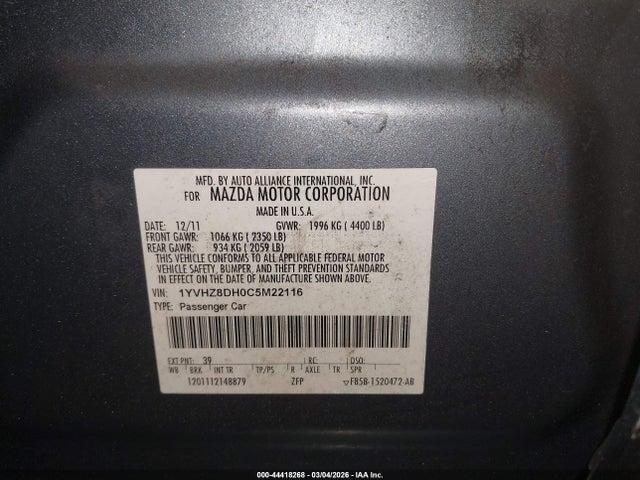 MFD. BY AUTO ALLIANCE INTERNATIONAL, INC.
FOR MAZDA MOTOR CORPORATION
MADE IN U.S.A.
DATE: 12/11 GVWR: 1996 KG ( 4400 LB)
FRONT GAWR: 1066 KG ( 2350 LB)
REAR GAWR: 934 KG ( 2059 LB)
THIS VEHICLE CONFORMS TO ALL APPLICABLE FEDERAL MOTOR
VEHICLE SAFETY, BUMPER, AND THEFT PREVENTION STANDARDS
IN EFFECT ON THE DATE OF MANUFACTURE SHOWN ABOVE.
VIN: 1YVHZ8DH0C5M22116
TYPE: Passenger Car
EXT PNT: 39 RC: DSO:
WB BRK INT TR TP/PS R AXLE TR SPR
1201112148879 ZFP ▽F85B-1520472-AB
000-44418268 - 03/04/2026 - IAA Inc.